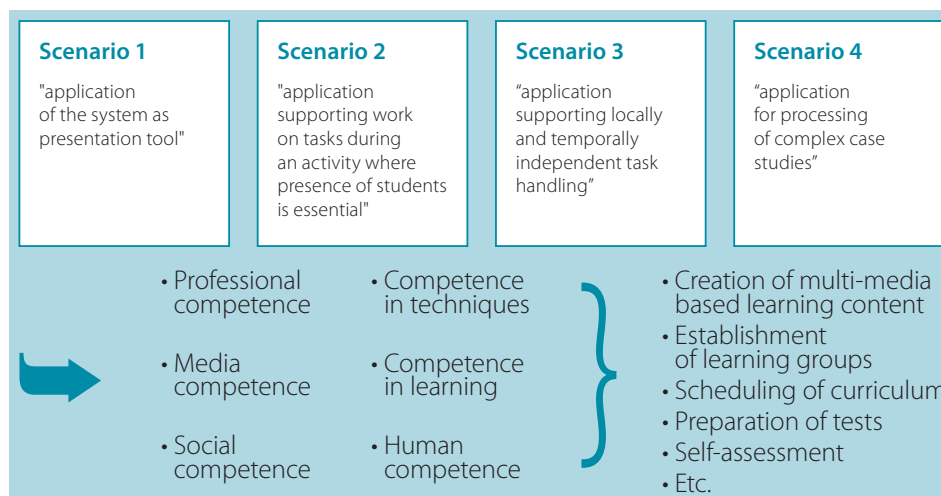 Scenario 1
"application
of the system as
presentation tool"
Scenario 2
"application
supporting work
on tasks during
an activity where
presence of students
is essential"
Scenario 3
“application
supporting locally
and temporally
independent task
handling”
Scenario 4
“application
for processing
of complex case
studies”
• Professional
competence
• Media
competence
• Social
competence
• Competence
in techniques
• Competence
in learning
• Human
competence
• Creation of multi-media
based learning content
• Establishment
of learning groups
• Scheduling of curriculum
• Preparation of tests
• Self-assessment
• Etc.